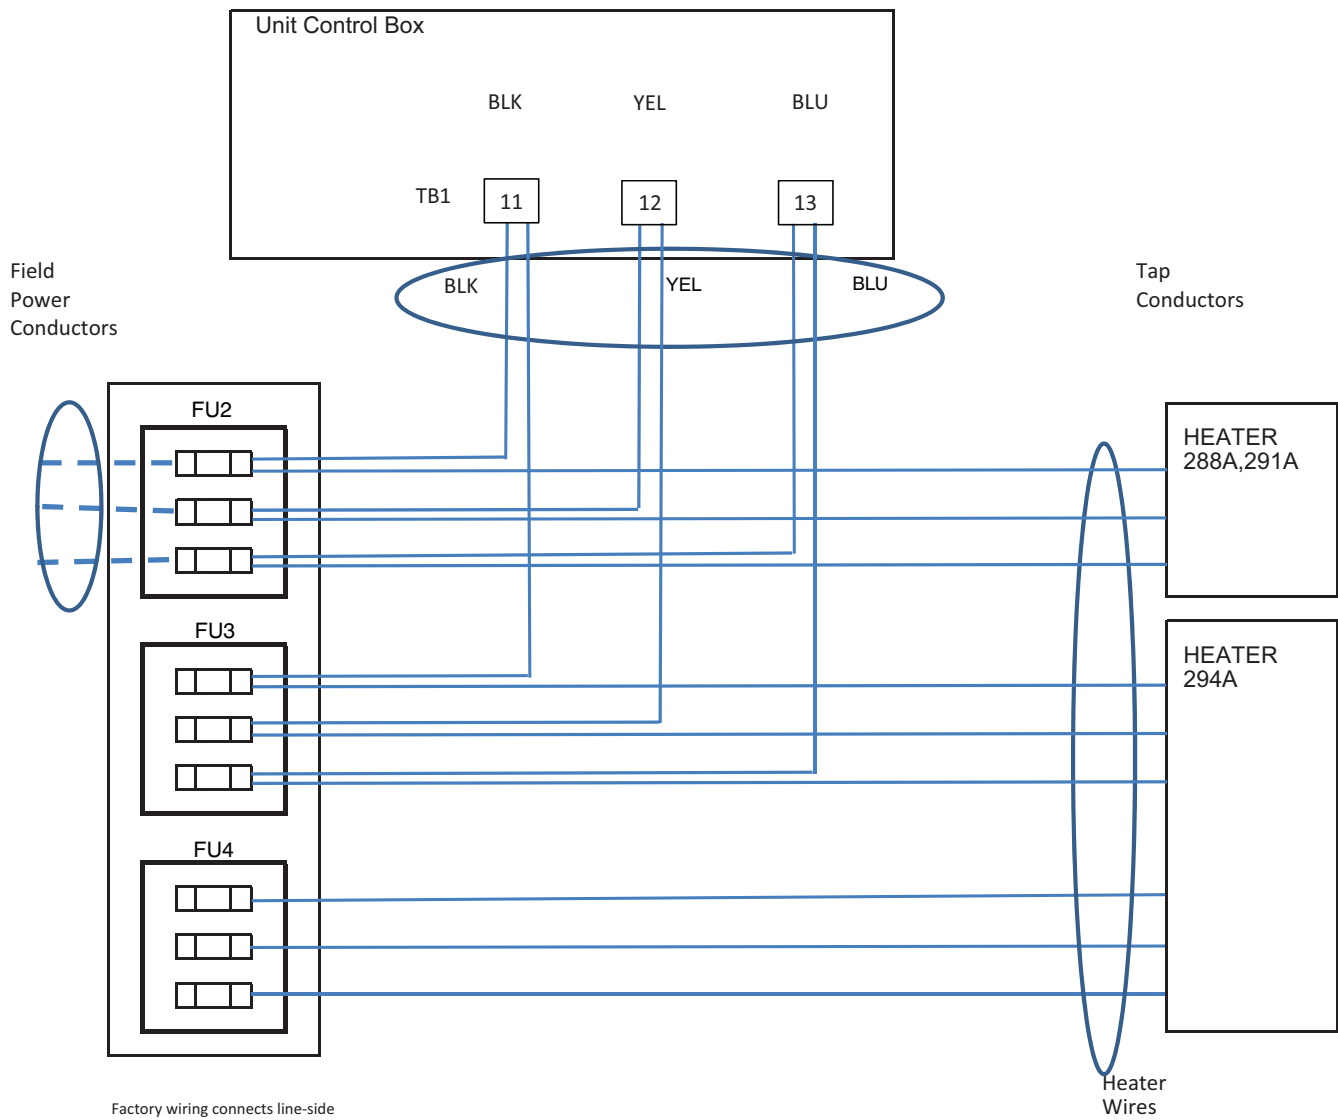 Unit Control Box
BLK YEL BLU
TB1 11 12 13
Field
Power
Conductors
BLK YEL BLU
Tap
Conductors
FU2
HEATER
288A,291A
FU3
HEATER
294A
FU4
Heater
Wires
Factory wiring connects line-side